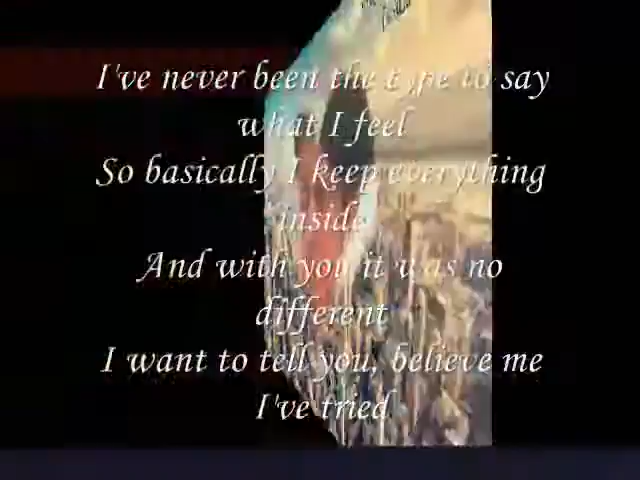 I've never been the type to say
what I feel
So basically I keep everything
inside
And with you it was no
different
I want to tell you, believe me
I've tried